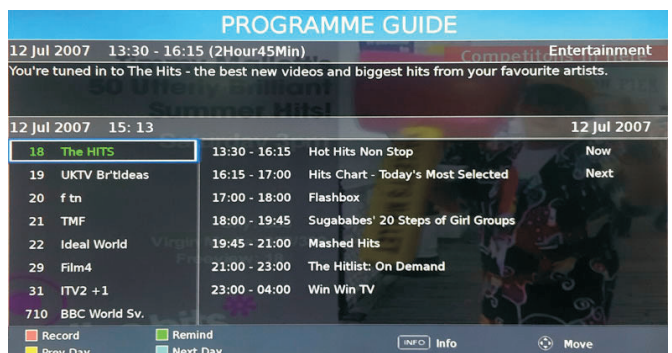 PROGRAMME GUIDE
12 Jul 2007 13:30 - 16:15 (2Hour45Min) Entertainment
You're tuned in to The Hits - the best new videos and biggest hits from your favourite artists.
50 Utterly Brilliant
Summer Hits!
12 Jul 2007 15: 13 12 Jul 2007
18 The HITS 13:30 - 16:15 Hot Hits Non Stop Now
19 UKTV Br'tIdeas 16:15 - 17:00 Hits Chart - Today's Most Selected Next
20 f tn 17:00 - 18:00 Flashbox
21 TMF 18:00 - 19:45 Sugababes' 20 Steps of Girl Groups
22 Ideal World 19:45 - 21:00 Mashed Hits
29 Film4 21:00 - 23:00 The Hitlist: On Demand
31 ITV2 +1 23:00 - 04:00 Win Win TV
710 BBC World Sv.
Record Remind INFO Info Move
Prev Day Next Day